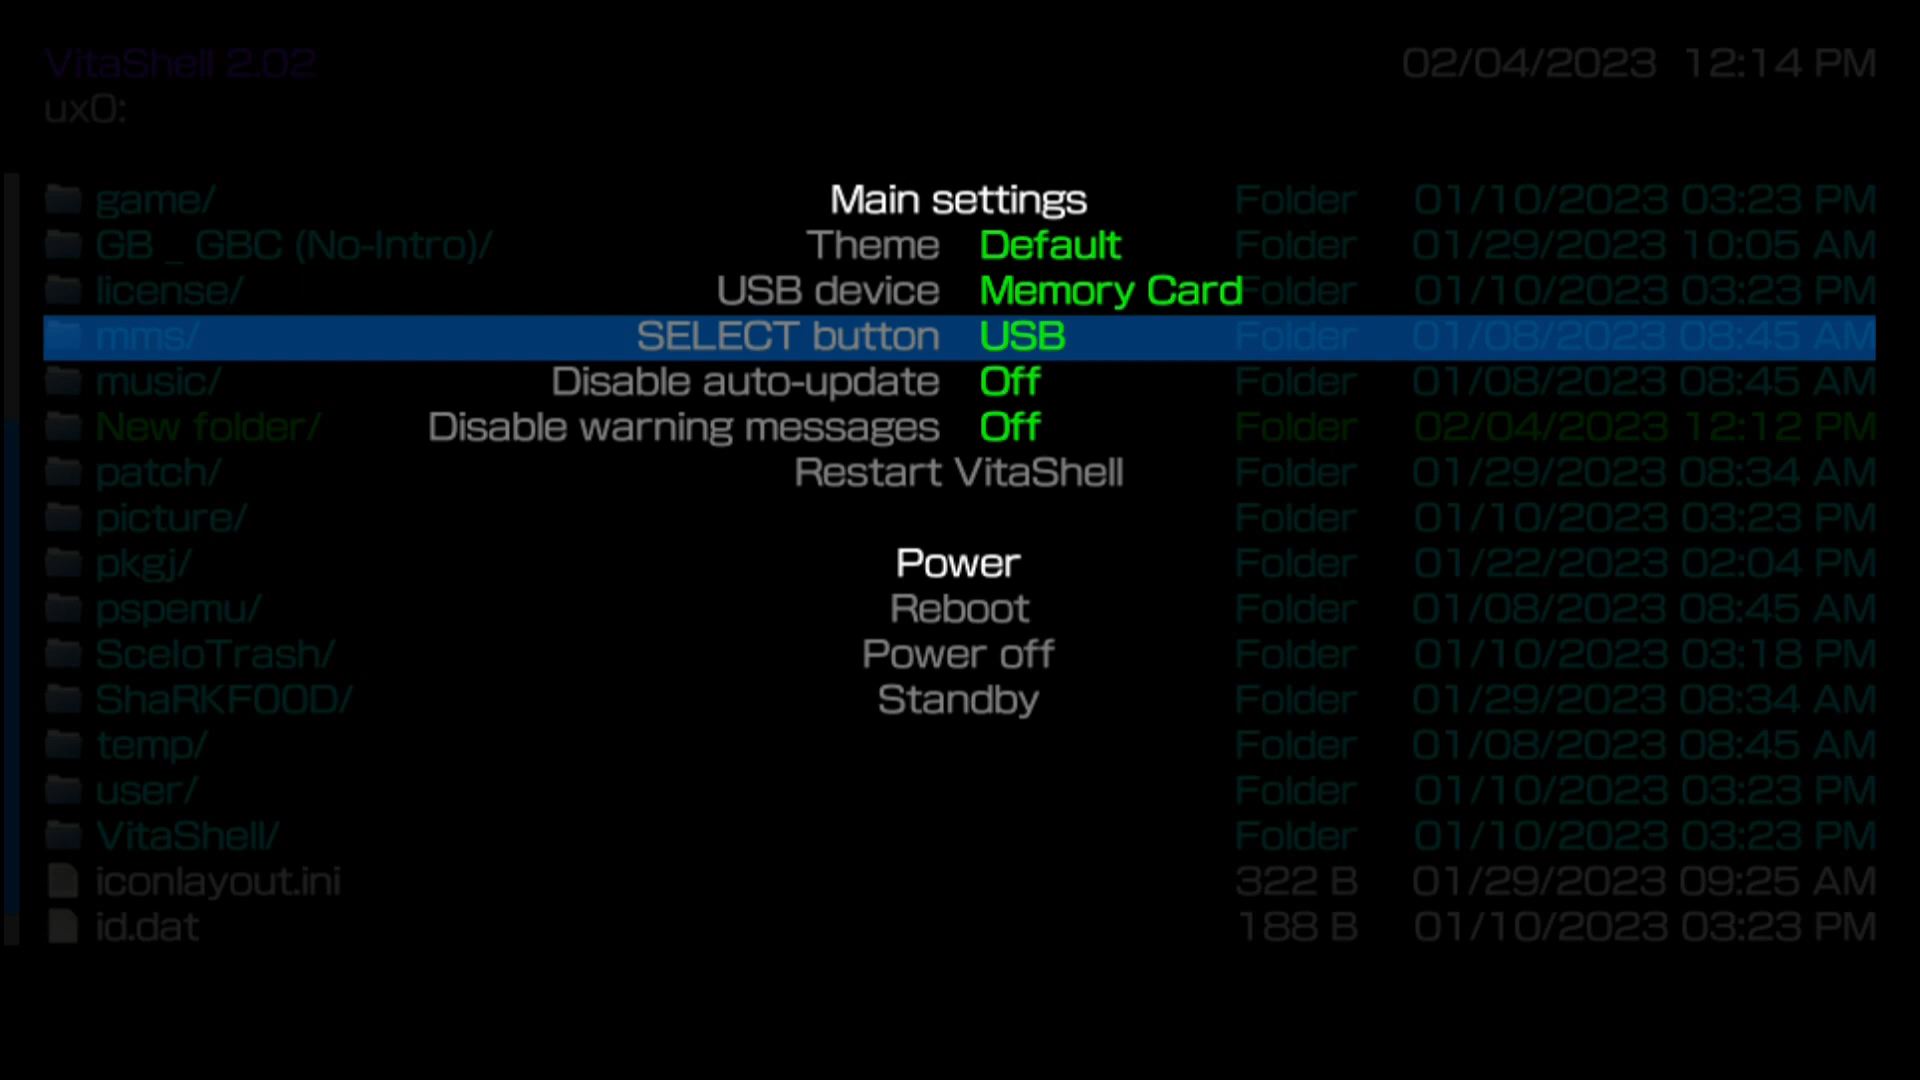 VitaShell 2.02 02/04/2023 12:14 PM
ux0:
Main settings
game/ Folder 01/10/2023 03:23 PM
GB _ GBC (No-Intro)/ Theme Default Folder 01/29/2023 10:05 AM
license/ USB device Memory Card Folder 01/10/2023 03:23 PM
mms/ SELECT button USB Folder 01/08/2023 08:45 AM
music/ Disable auto-update Off Folder 01/08/2023 08:45 AM
New folder/ Disable warning messages Off Folder 02/04/2023 12:12 PM
patch/ Restart VitaShell Folder 01/29/2023 08:34 AM
picture/ Folder 01/10/2023 03:23 PM
pkgj/ Power Folder 01/22/2023 02:04 PM
pspemu/ Reboot Folder 01/08/2023 08:45 AM
SceIoTrash/ Power off Folder 01/10/2023 03:18 PM
ShaRKF00D/ Standby Folder 01/29/2023 08:34 AM
temp/ Folder 01/08/2023 08:45 AM
user/ Folder 01/10/2023 03:23 PM
VitaShell/ Folder 01/10/2023 03:23 PM
iconlayout.ini 322 B 01/29/2023 09:25 AM
id.dat 188 B 01/10/2023 03:23 PM